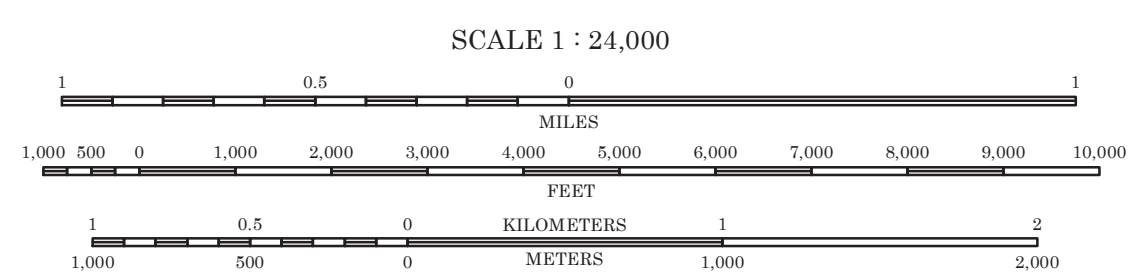 SCALE 1 : 24,000
1 0.5 0 1
MILES
1,000 500 0 1,000 2,000 3,000 4,000 5,000 6,000 7,000 8,000 9,000 10,000
FEET
1 0.5 0 KILOMETERS 1 2
1,000 500 0 METERS 1,000 2,000